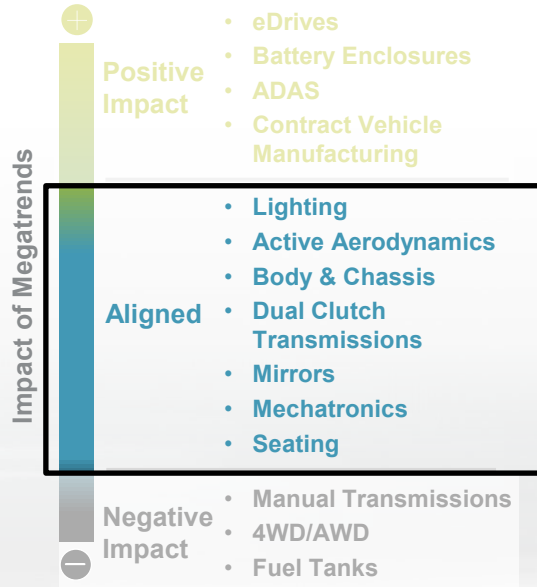 Impact of Megatrends
+
Positive
Impact
• eDrives
• Battery Enclosures
• ADAS
• Contract Vehicle
Manufacturing
Aligned
• Lighting
• Active Aerodynamics
• Body & Chassis
• Dual Clutch
Transmissions
• Mirrors
• Mechatronics
• Seating
Negative
Impact
• Manual Transmissions
• 4WD/AWD
• Fuel Tanks
−